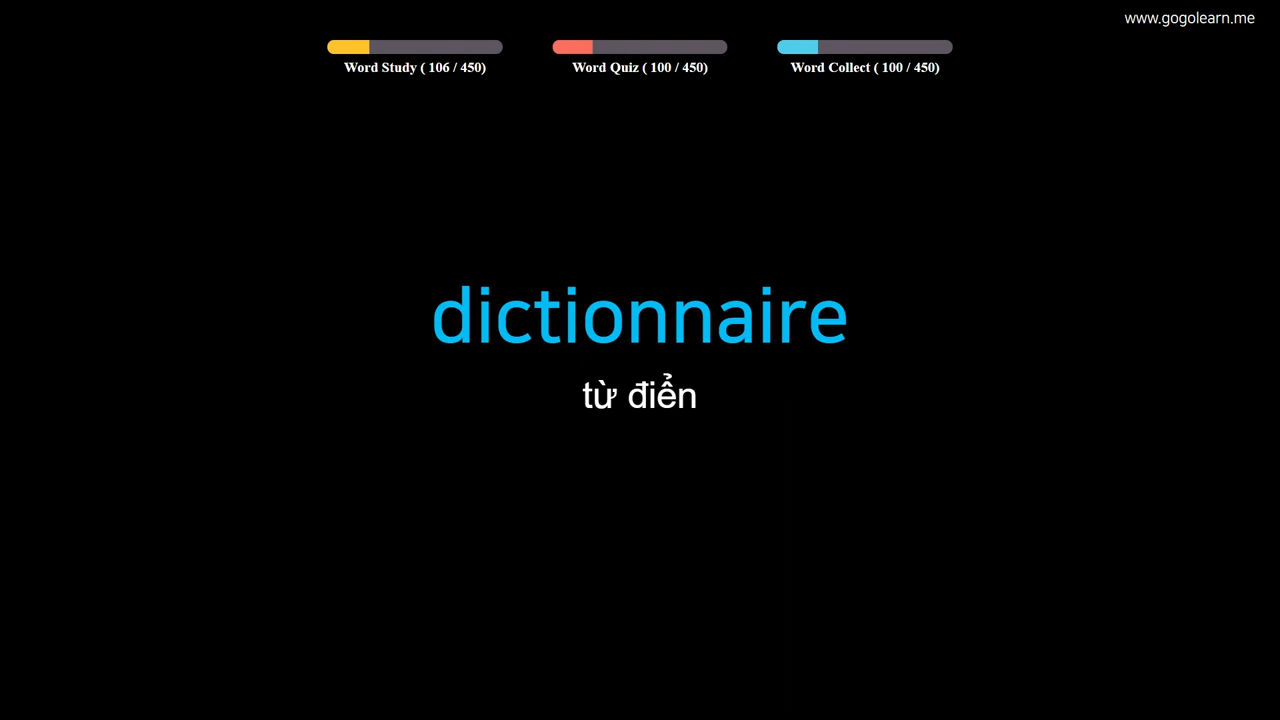 www.gogolearn.me
Word Study ( 106 / 450)
Word Quiz ( 100 / 450)
Word Collect ( 100 / 450)
dictionnaire
từ điển